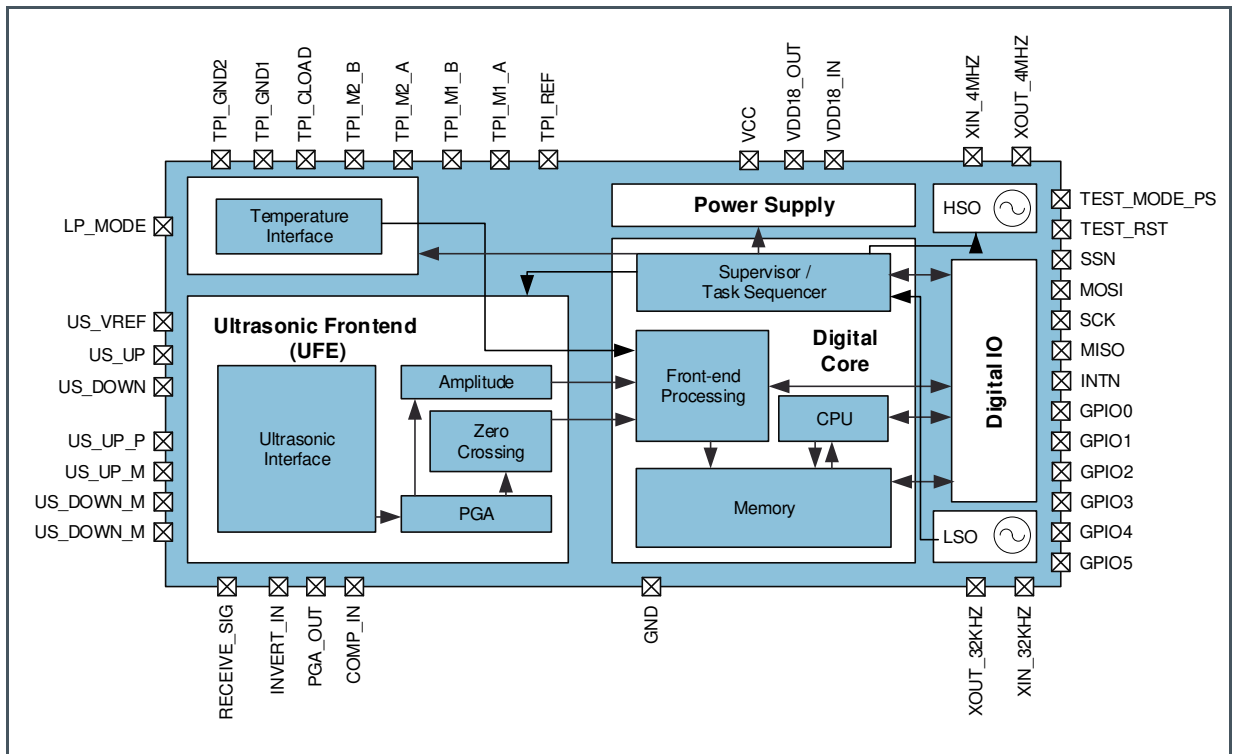 TPI_GND2
TPI_GND1
TPI_CLOAD
TPI_M2_B
TPI_M2_A
TPI_M1_B
TPI_M1_A
TPI_REF
VCC
VDD18_OUT
VDD18_IN
XIN_4MHZ
XOUT_4MHZ
LP_MODE
US_VREF
US_UP
US_DOWN
US_UP_P
US_UP_M
US_DOWN_M
US_DOWN_M
Temperature
Interface
Ultrasonic Frontend
(UFE)
Ultrasonic
Interface
Amplitude
Zero
Crossing
PGA
Power Supply
Supervisor /
Task Sequencer
Digital
Core
Front-end
Processing
CPU
Memory
HSO
Digital IO
LSO
TEST_MODE_PS
TEST_RST
SSN
MOSI
SCK
MISO
INTN
GPIO0
GPIO1
GPIO2
GPIO3
GPIO4
GPIO5
RECEIVE_SIG
INVERT_IN
PGA_OUT
COMP_IN
GND
XOUT_32KHZ
XIN_32KHZ